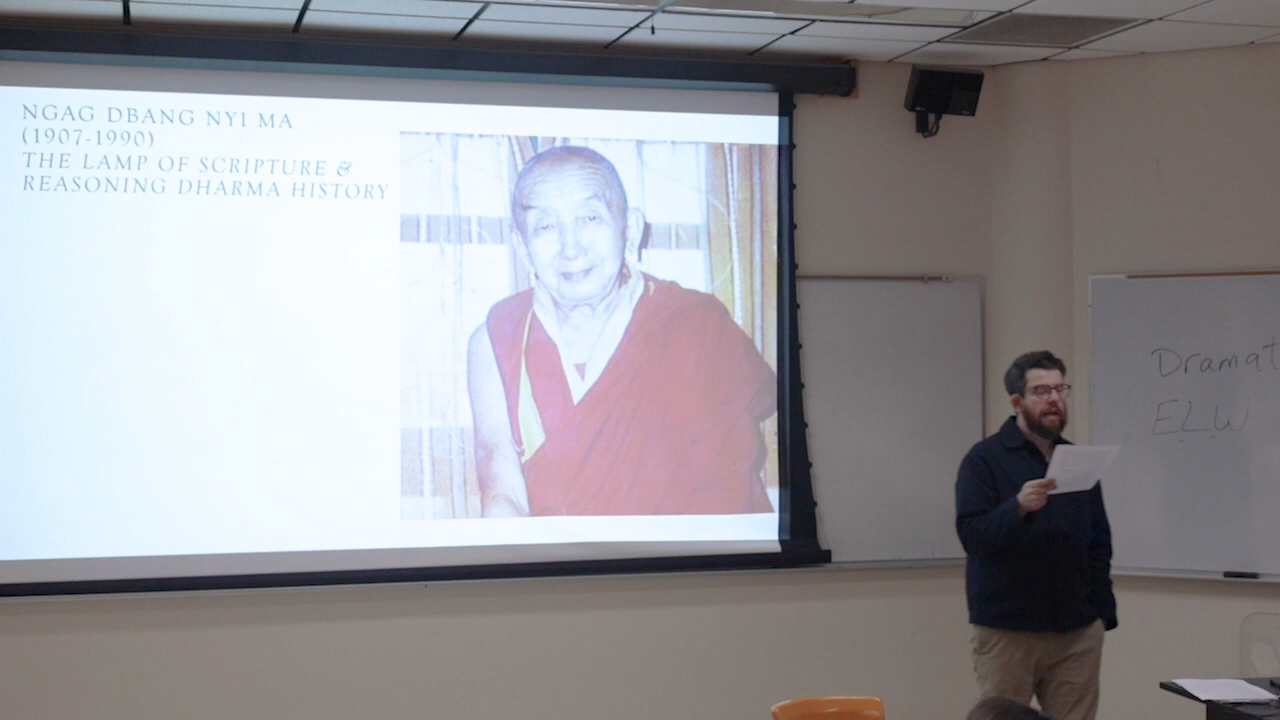 NGAG DBANG NYI MA
(1907-1990)
THE LAMP OF SCRIPTURE &
REASONING DHARMA HISTORY
ELW